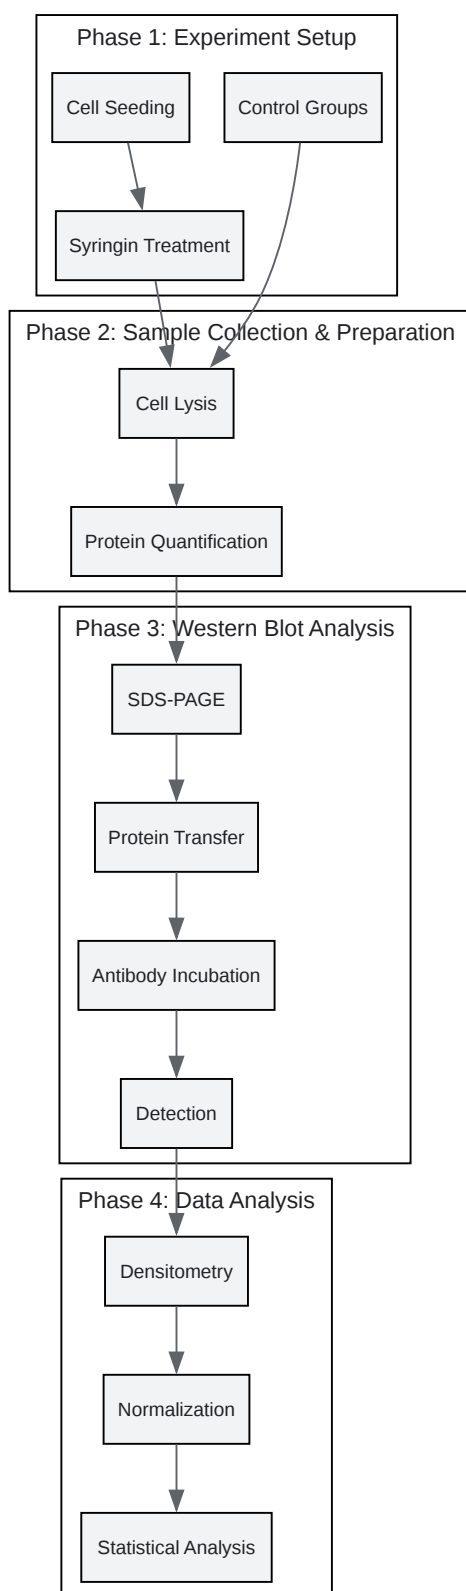 Phase 1: Experiment Setup
Cell Seeding
Control Groups
Syringin Treatment
Phase 2: Sample Collection & Preparation
Cell Lysis
Protein Quantification
Phase 3: Western Blot Analysis
SDS-PAGE
Protein Transfer
Antibody Incubation
Detection
Phase 4: Data Analysis
Densitometry
Normalization
Statistical Analysis